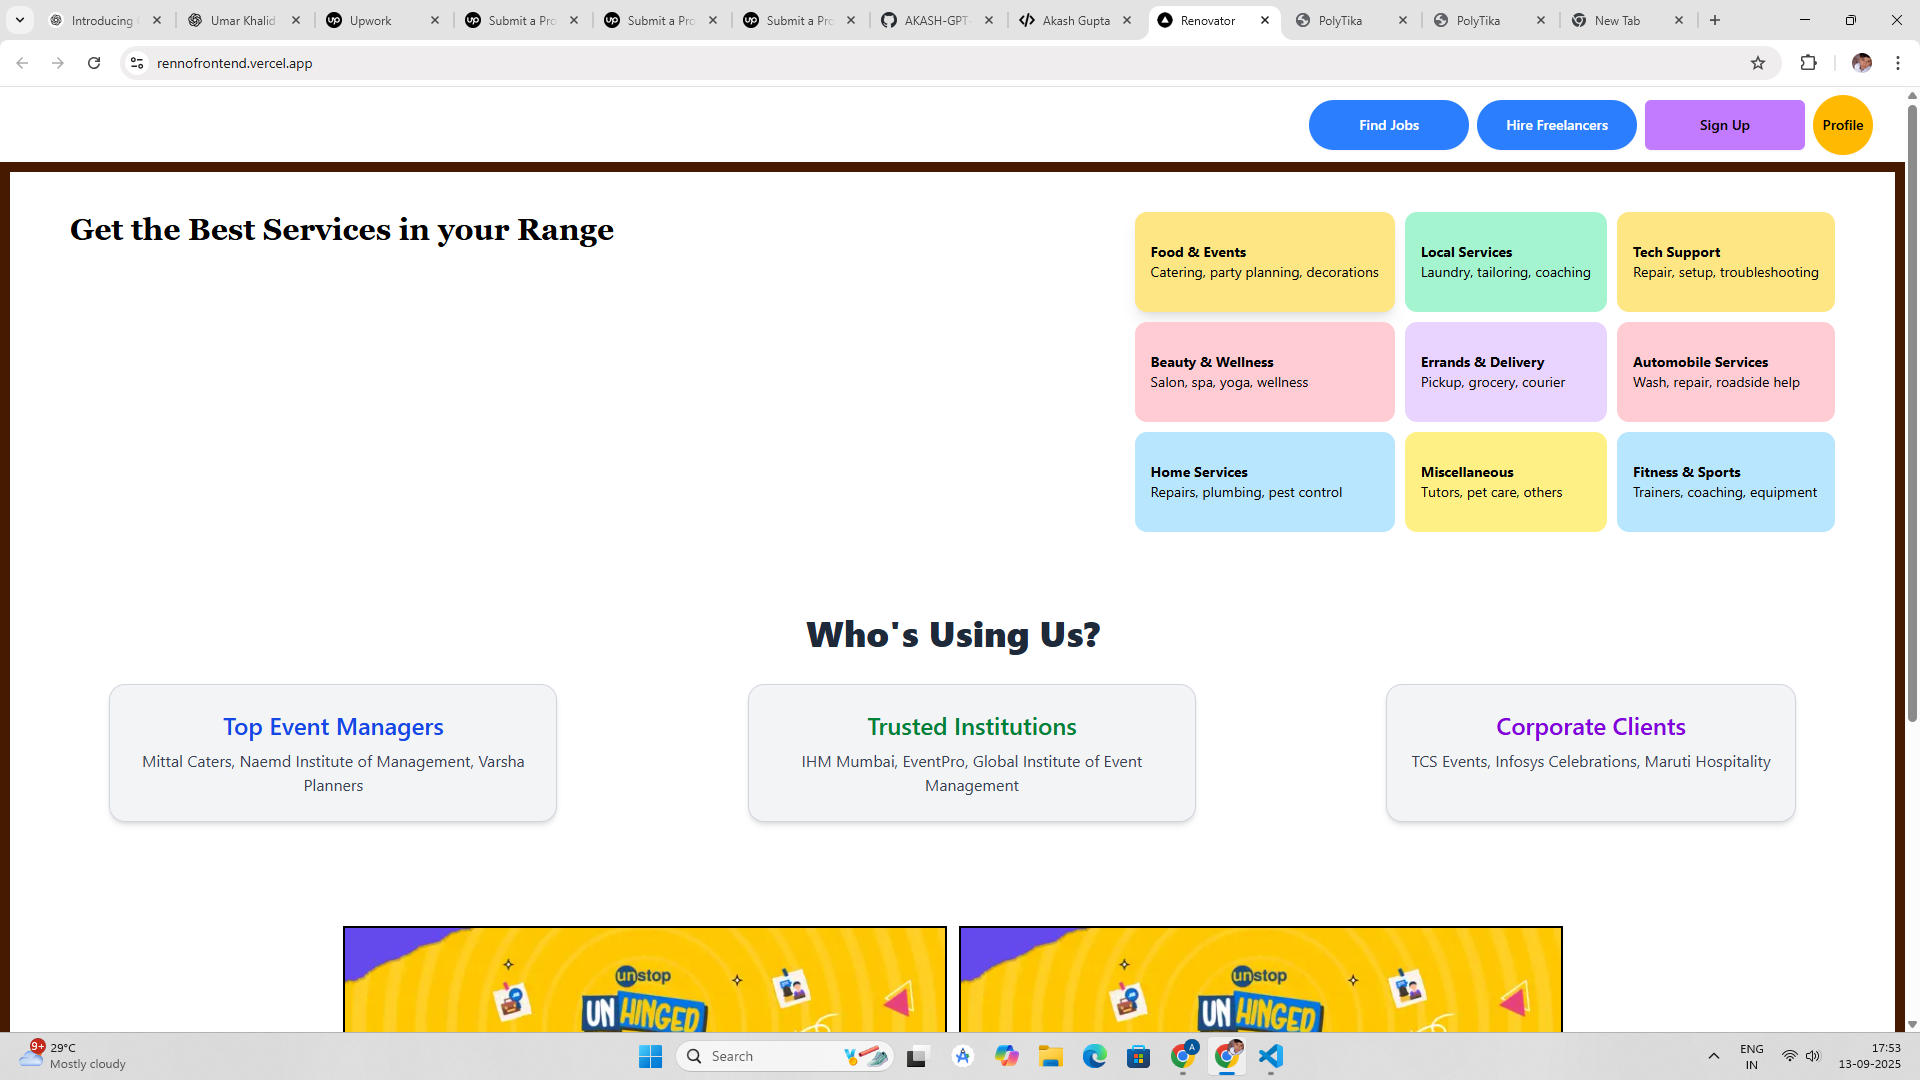 Introducing
Umar Khalid
Upwork
Submit a Pro
Submit a Pro
Submit a Pro
AKASH-GPT-
Akash Gupta
Renovator
PolyTika
PolyTika
New Tab
rennofrontend.vercel.app
Find Jobs
Hire Freelancers
Sign Up
Profile
Get the Best Services in your Range
Food & Events
Catering, party planning, decorations
Local Services
Laundry, tailoring, coaching
Tech Support
Repair, setup, troubleshooting
Beauty & Wellness
Salon, spa, yoga, wellness
Errands & Delivery
Pickup, grocery, courier
Automobile Services
Wash, repair, roadside help
Home Services
Repairs, plumbing, pest control
Miscellaneous
Tutors, pet care, others
Fitness & Sports
Trainers, coaching, equipment
Who's Using Us?
Top Event Managers
Mittal Caters, Naemd Institute of Management, Varsha
Planners
Trusted Institutions
IHM Mumbai, EventPro, Global Institute of Event
Management
Corporate Clients
TCS Events, Infosys Celebrations, Maruti Hospitality
unstop
UNHINGED
unstop
UNHINGED
9+
29°C
Mostly cloudy
Search
A
ENG
IN
17:53
13-09-2025